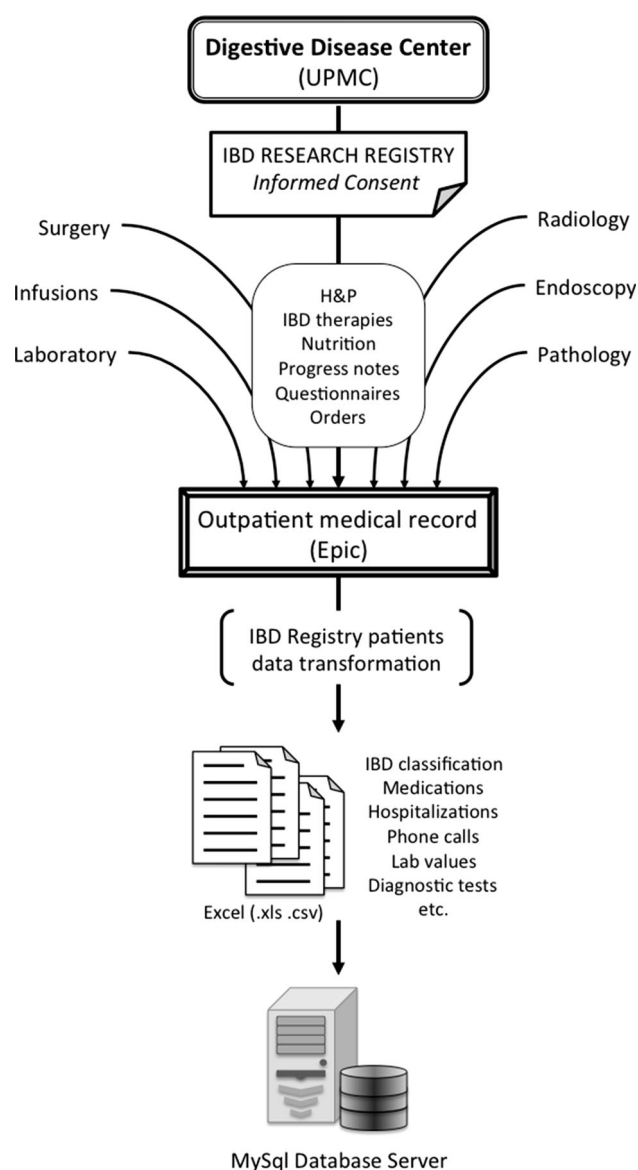 Digestive Disease Center
(UPMC)
IBD RESEARCH REGISTRY
Informed Consent
Surgery
Radiology
Infusions
Endoscopy
Laboratory
Pathology
H&P
IBD therapies
Nutrition
Progress notes
Questionnaires
Orders
Outpatient medical record
(Epic)
IBD Registry patients
data transformation
IBD classification
Medications
Hospitalizations
Phone calls
Lab values
Diagnostic tests
etc.
Excel (.xls .csv)
MySql Database Server